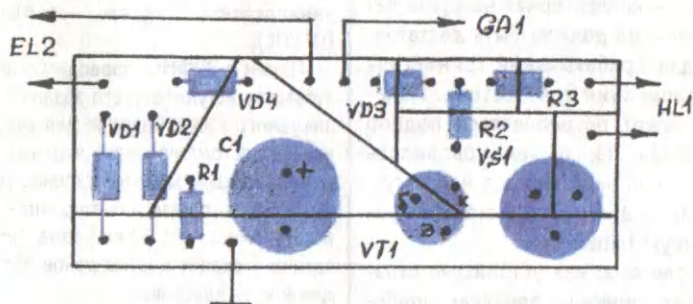 EL2
GA1
VD4
VD3
R3
HL1
VD1 VD2
C1
R2
R1
+
VS1
б
к
э
VT1